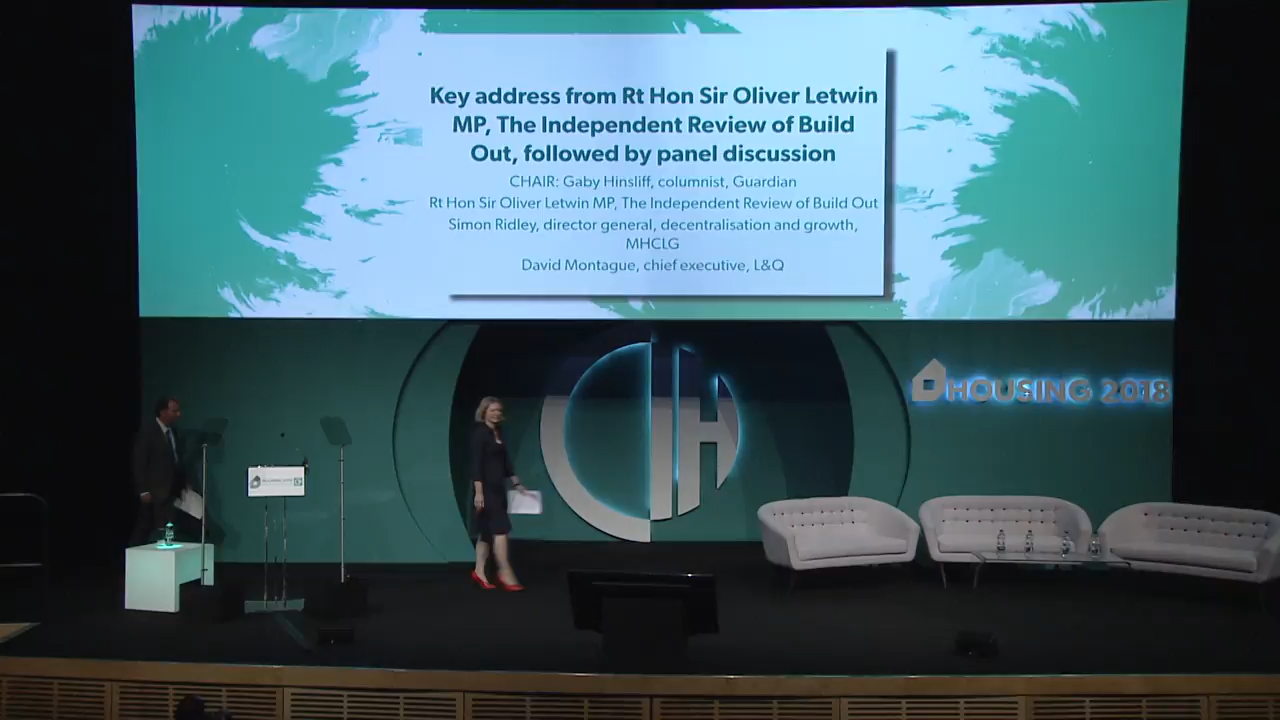 Key address from Rt Hon Sir Oliver Letwin
MP, The Independent Review of Build
Out, followed by panel discussion
CHAIR: Gaby Hinsliff, columnist, Guardian
Rt Hon Sir Oliver Letwin MP, The Independent Review of Build Out
Simon Ridley, director general, decentralisation and growth,
MHCLG
David Montague, chief executive, L&Q
HOUSING 2018
CIH